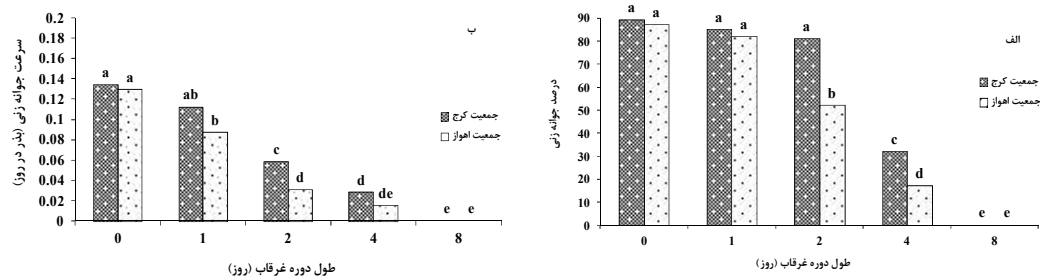 الف
درصد جوانه زنی
90
80
70
60
50
40
30
20
10
0
a a a a a b c d e e
جمعیت کرج
جمعیت اهواز
0 1 2 4 8
طول دوره غرقاب (روز)
ب
سرعت جوانه زنی (بذر در روز)
0.2
0.18
0.16
0.14
0.12
0.1
0.08
0.06
0.04
0.02
0
a a ab b c d d de e e
جمعیت کرج
جمعیت اهواز
0 1 2 4 8
طول دوره غرقاب (روز)